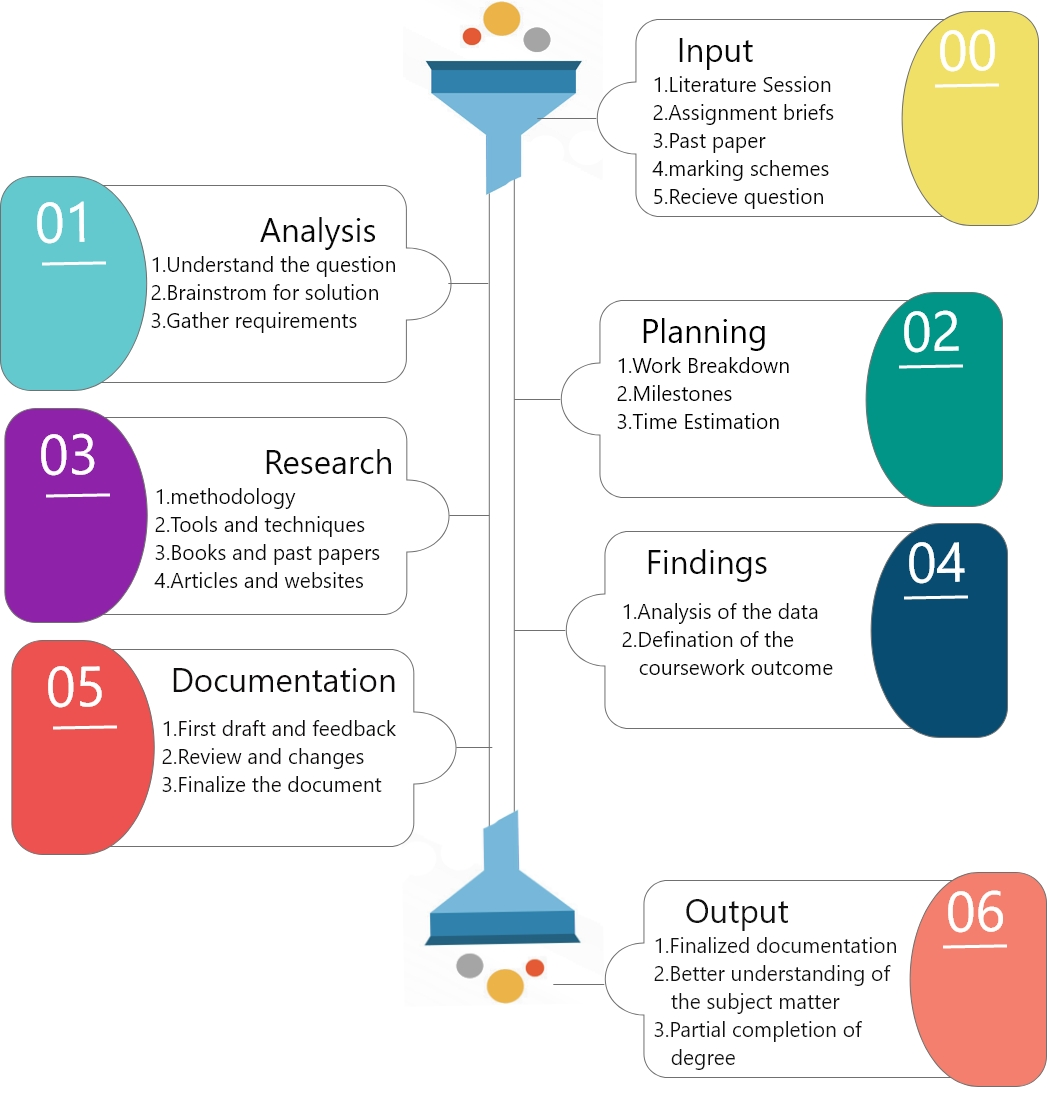 Input
00
1.Literature Session
2.Assignment briefs
3.Past paper
4.marking schemes
5.Recieve question
01
Analysis
1.Understand the question
2.Brainstrom for solution
3.Gather requirements
Planning
02
1.Work Breakdown
2.Milestones
3.Time Estimation
03
Research
1.methodology
2.Tools and techniques
3.Books and past papers
4.Articles and websites
Findings
04
1.Analysis of the data
2.Defination of the
coursework outcome
05
Documentation
1.First draft and feedback
2.Review and changes
3.Finalize the document
Output
06
1.Finalized documentation
2.Better understanding of
the subject matter
3.Partial completion of
degree